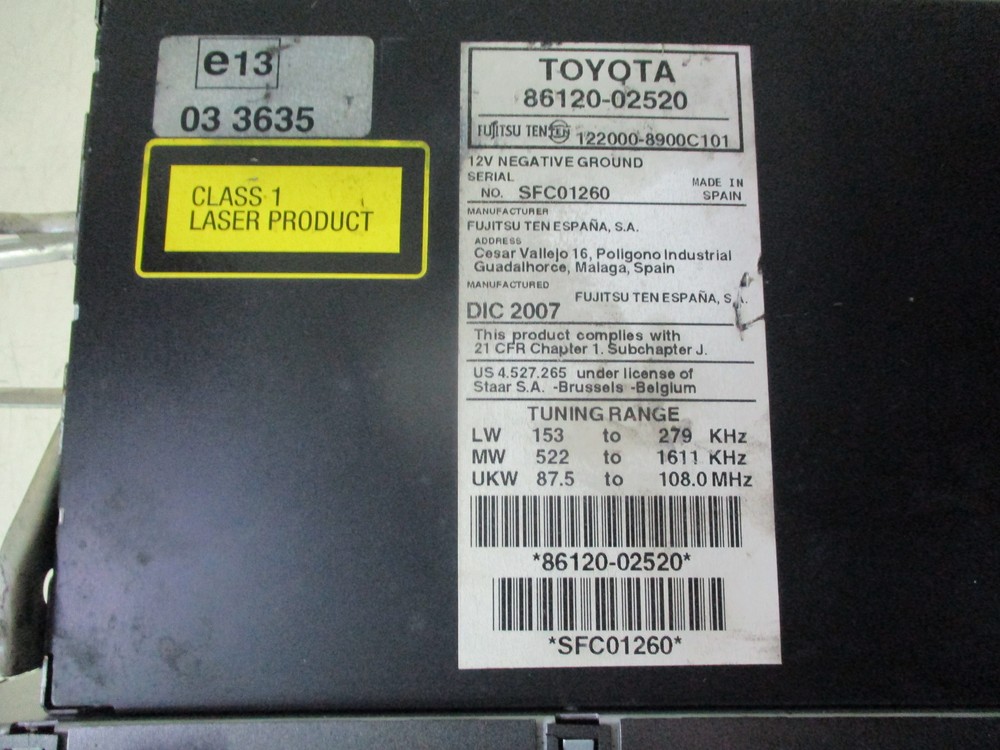 e13
03 3635
CLASS 1
LASER PRODUCT
TOYOTA
86120-02520
FUJITSU TEN TEN 122000-8900C101
12V NEGATIVE GROUND
SERIAL
NO. SFC01260
MADE IN
SPAIN
MANUFACTURER
FUJITSU TEN ESPAÑA, S.A.
ADDRESS
Cesar Vallejo 16, Poligono Industrial
Guadalhorce, Malaga, Spain
MANUFACTURED
FUJITSU TEN ESPAÑA, S.A.
DIC 2007
This product complies with
21 CFR Chapter 1. Subchapter J.
US 4.527.265 under license of
Staar S.A. -Brussels -Belgium
TUNING RANGE
LW 153 to 279 KHz
MW 522 to 1611 KHz
UKW 87.5 to 108.0 MHz
*86120-02520*
*SFC01260*